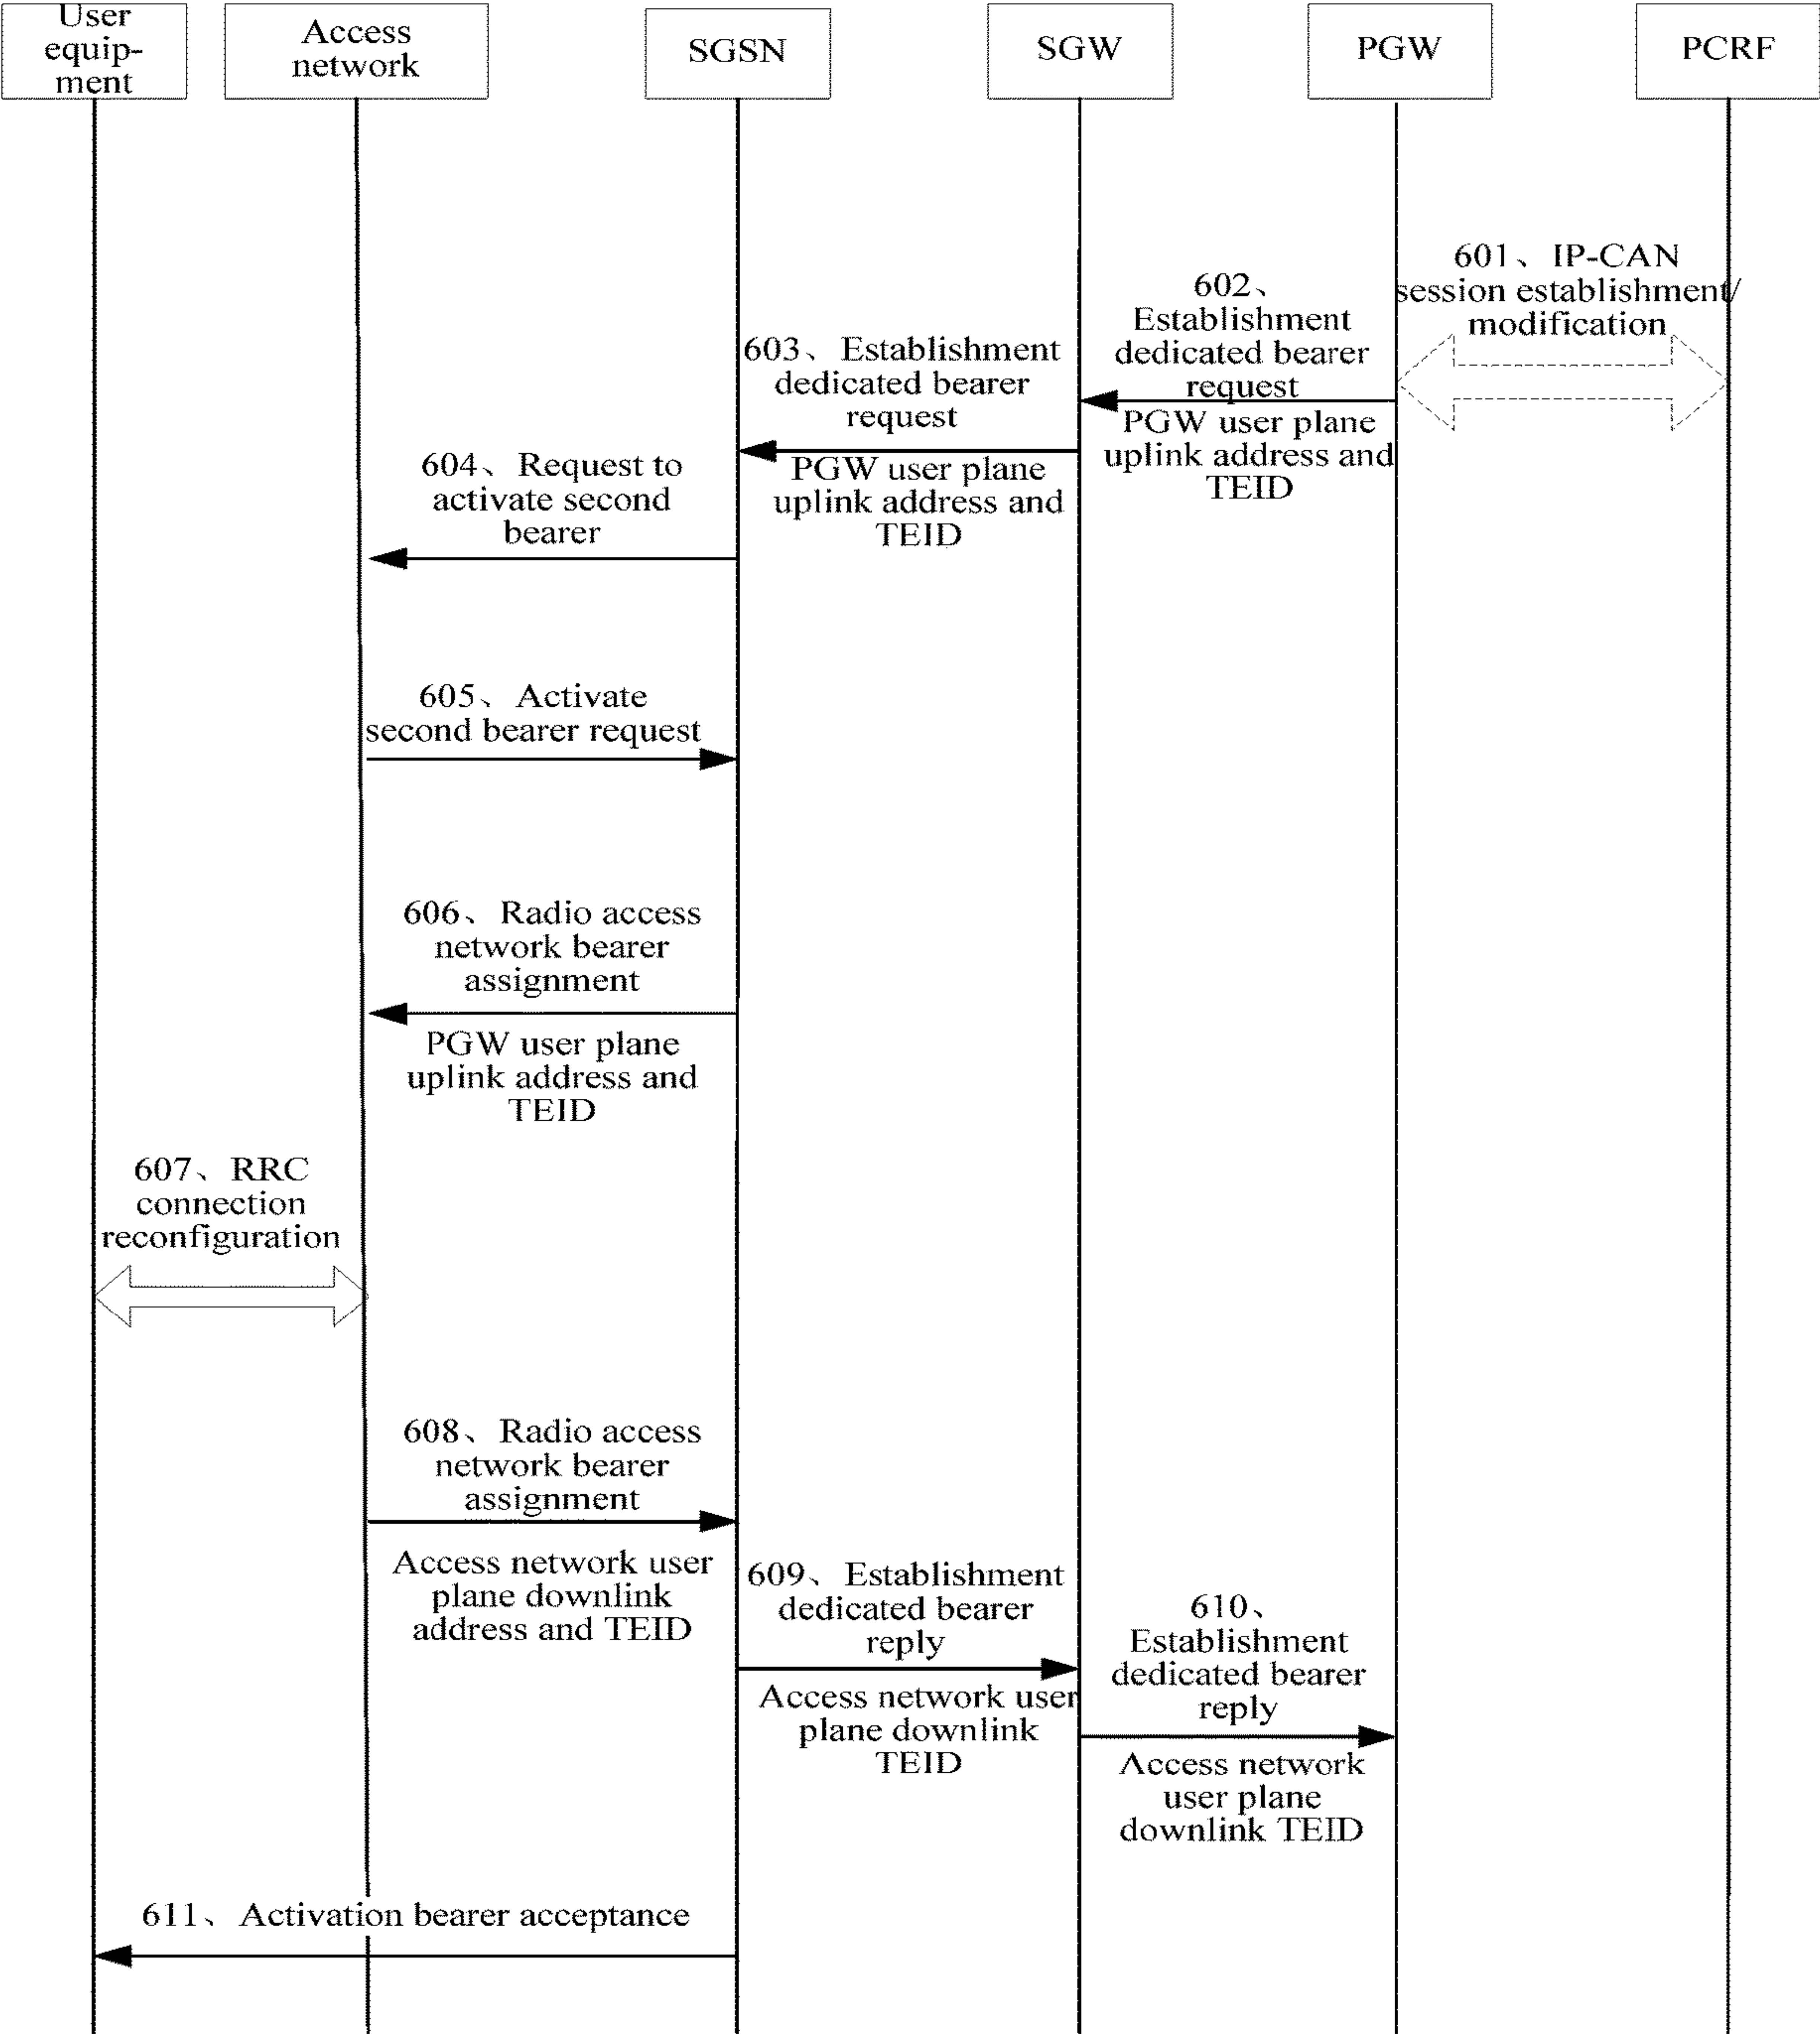 User
equip-
ment
Access
network
SGSN
SGW
PGW
PCRF
601、IP-CAN
session establishment/
modification
602、
Establishment
dedicated bearer
request
PGW user plane
uplink address and
TEID
603、Establishment
dedicated bearer
request
PGW user plane
uplink address and
TEID
604、Request to
activate second
bearer
605、Activate
second bearer request
606、Radio access
network bearer
assignment
PGW user plane
uplink address and
TEID
607、RRC
connection
reconfiguration
608、Radio access
network bearer
assignment
Access network user
plane downlink
address and TEID
609、Establishment
dedicated bearer
reply
Access network user
plane downlink
TEID
610、
Establishment
dedicated bearer
reply
Access network
user plane
downlink TEID
611、Activation bearer acceptance